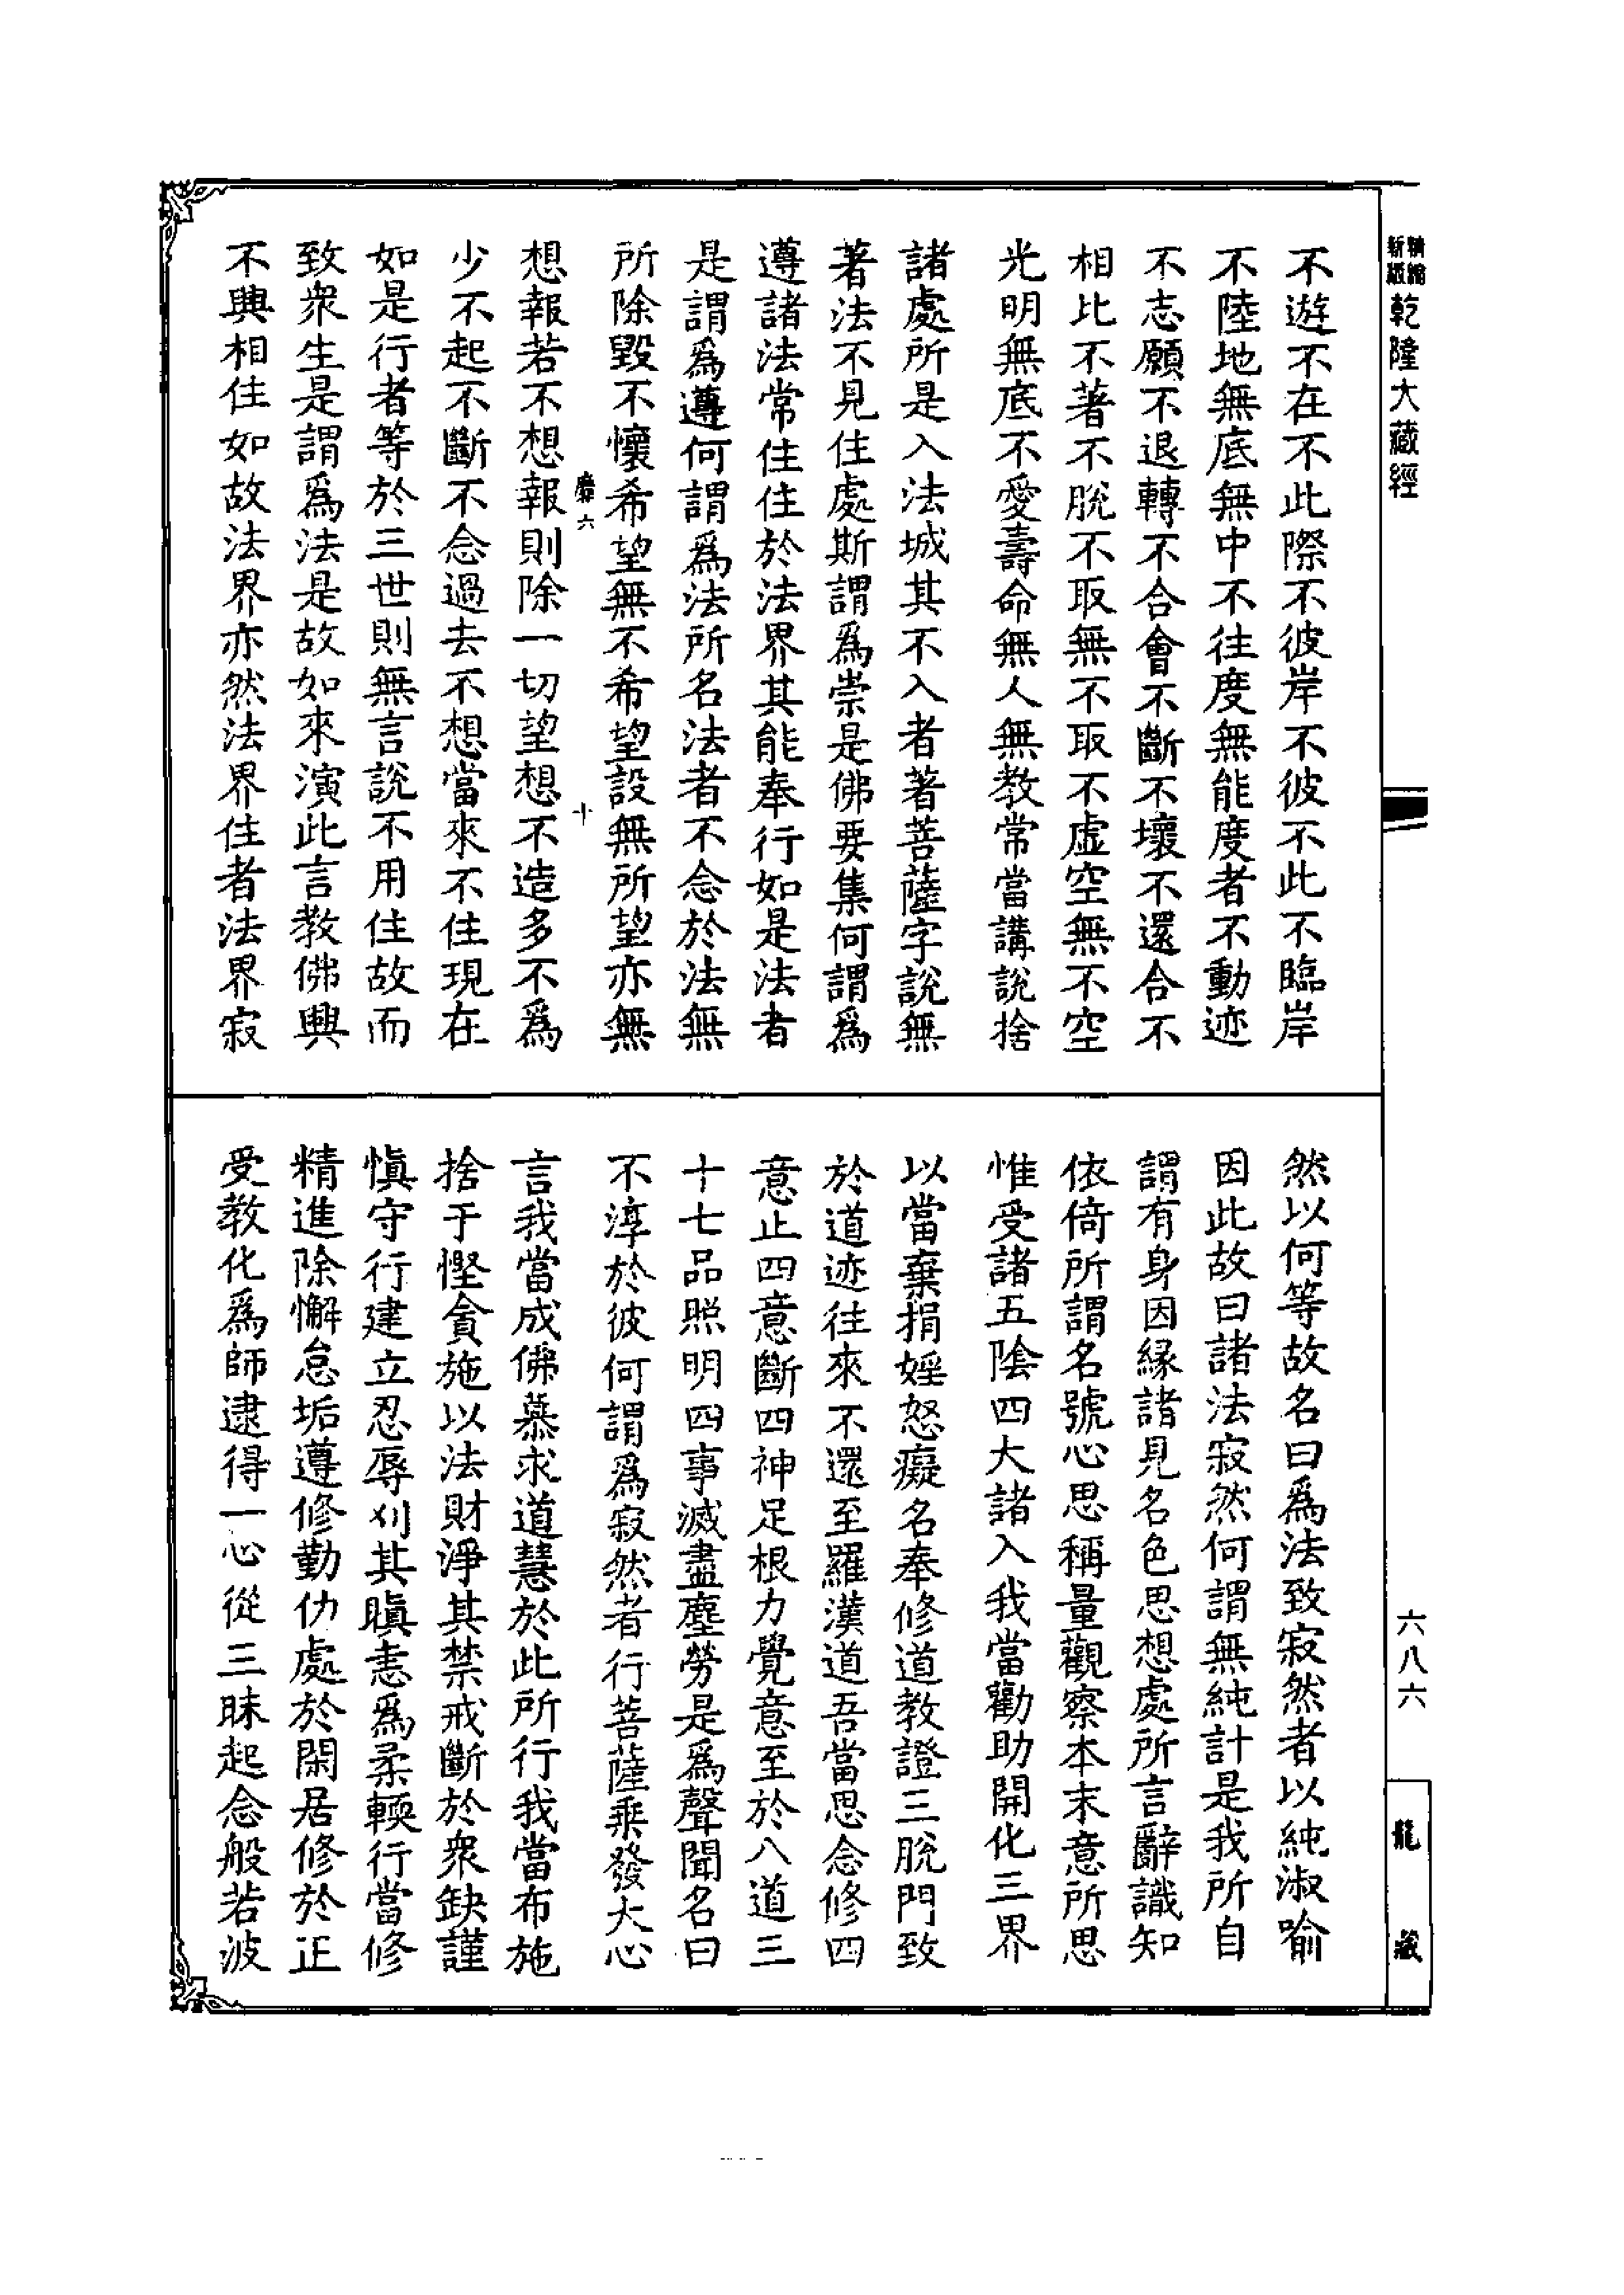 精縮
新編
乾隆大藏經
不遊不在不此際不彼岸不彼不此不臨岸
不陸地無底無中不往度無能度者不動迹
不志願不退轉不合會不斷不壞不還合不
相比不著不脫不取無不取不虛空無不空
光明無底不愛壽命無人無教常當講說捨
諸處所是入法城其不入者著菩薩字說無
著法不見住處斯謂為崇是佛要集何謂為
遵諸法常住住於法界其能奉行如是法者
是謂為遵何謂為法所名法者不念於法無
所除毀不懷希望無不希望設無所望亦無
麋六
十
想報若不想報則除一切望想不造多不為
少不起不斷不念過去不想當來不住現在
如是行者等於三世則無言說不用住故而
致衆生是謂為法是故如來演此言教佛興
不興相住如故法界亦然法界住者法界寂
然以何等故名曰為法致寂然者以純淑喻
因此故曰諸法寂然何謂無純計是我所自
謂有身因緣諸見名色思想處所言辭識知
依倚所謂名號心思稱量觀察本末意所思
惟受諸五陰四大諸入我當勸助開化三界
以當棄捐婬怒癡名奉修道教證三脫門致
於道迹往來不還至羅漢道吾當思念修四
意止四意斷四神足根力覺意至於八道三
十七品照明四事滅盡塵勞是為聲聞名曰
不淳於彼何謂為寂然者行菩薩乘發大心
言我當成佛慕求道慧於此所行我當布施
捨于慳貪施以法財淨其禁戒斷於衆缺謹
愼守行建立忍辱刈其瞋恚為柔輭行當修
精進除懈怠垢遵修勤仂處於閑居修於正
受教化為師逮得一心從三昧起念般若波
六八六
龍藏